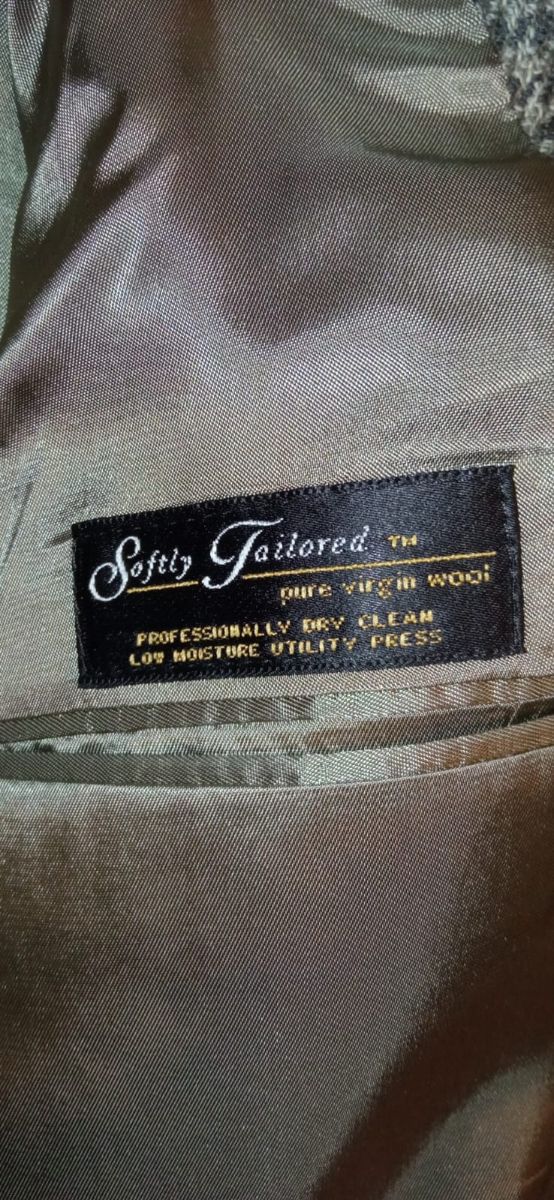 Softly Tailored ™
pure virgin wool
PROFESSIONALLY DRY CLEAN
LOW MOISTURE UTILITY PRESS